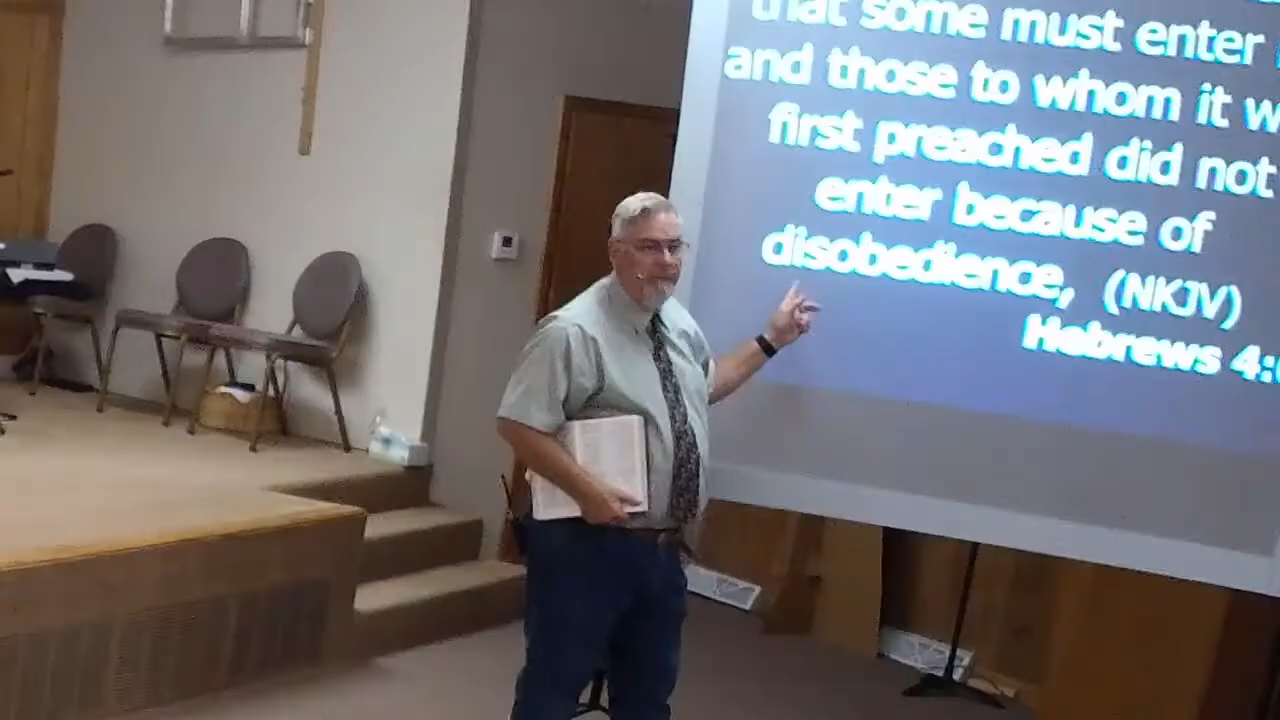 that some must enter
and those to whom it
first preached did not
enter because of
disobedience, (NKJV)
Hebrews 4: